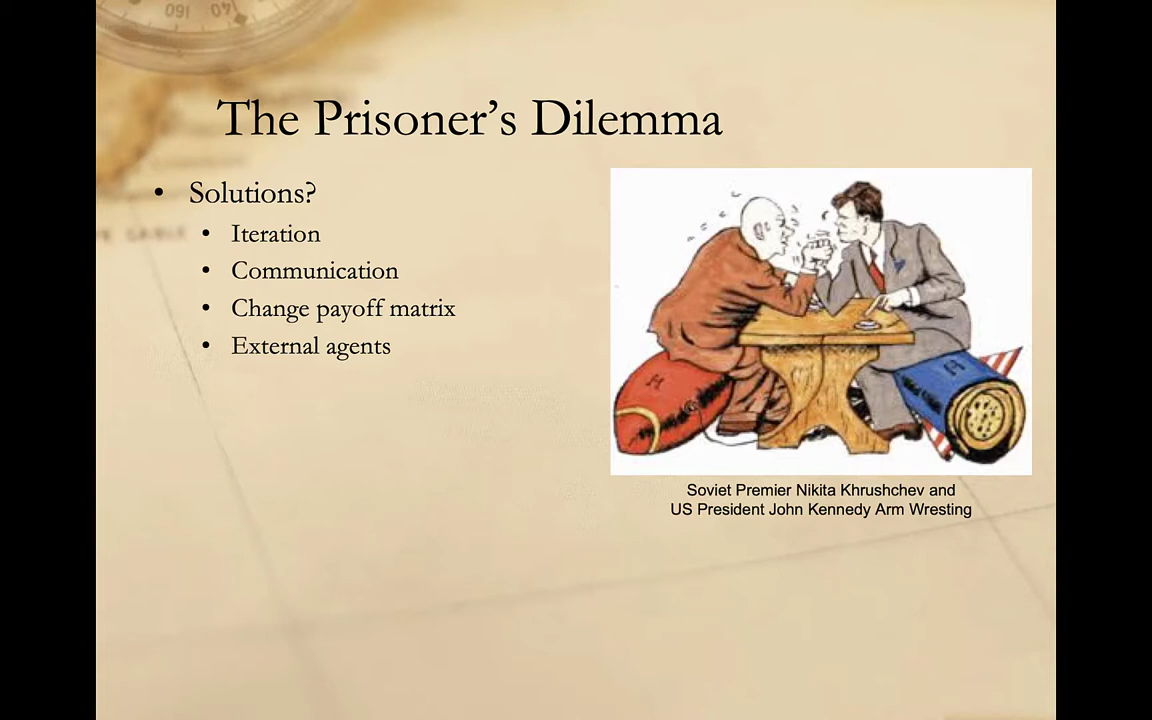 The Prisoner's Dilemma
• Solutions?
• Iteration
• Communication
• Change payoff matrix
• External agents
H
H
Soviet Premier Nikita Khrushchev and
US President John Kennedy Arm Wresting